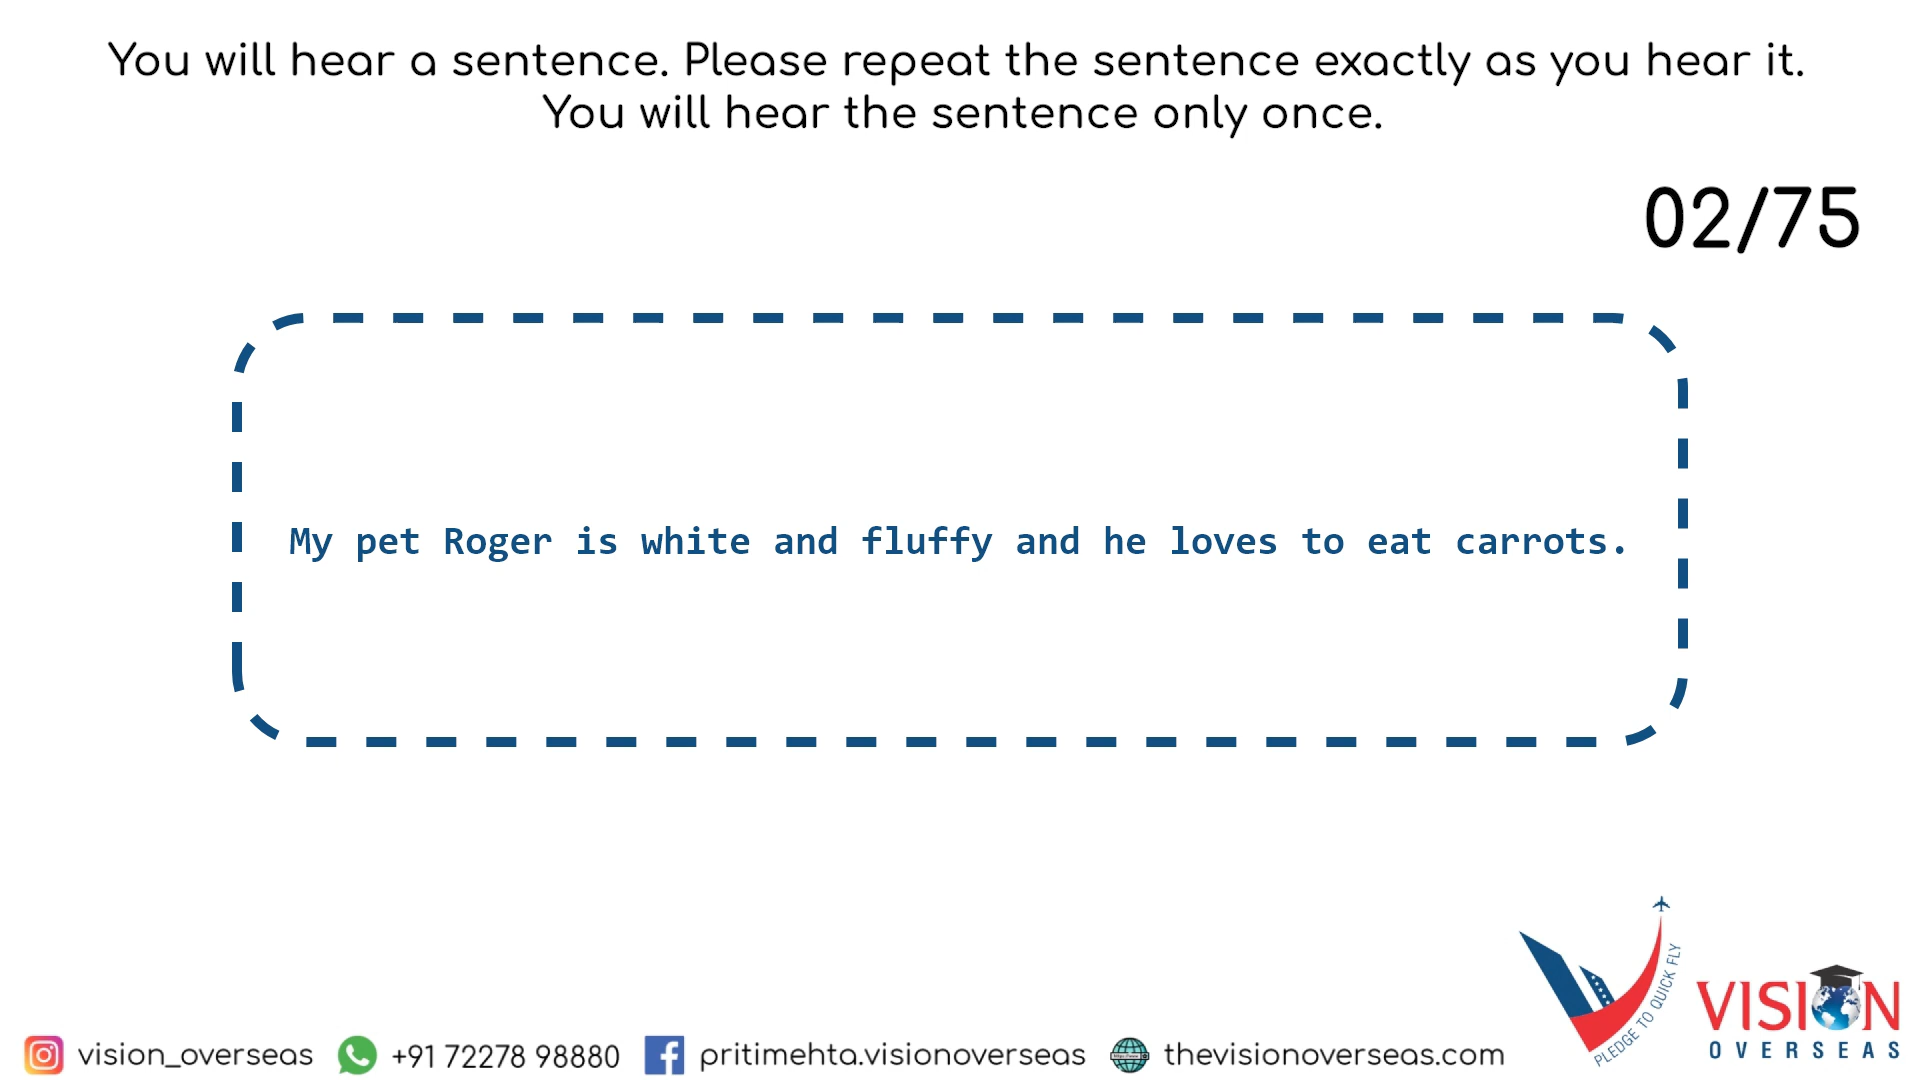 You will hear a sentence. Please repeat the sentence exactly as you hear it.
You will hear the sentence only once.
02/75
My pet Roger is white and fluffy and he loves to eat carrots.
PLEDGE TO QUICK FLY
VISION
OVERSEAS
vision_overseas
+91 72278 98880
pritimehta.visionoverseas
thevisionoverseas.com